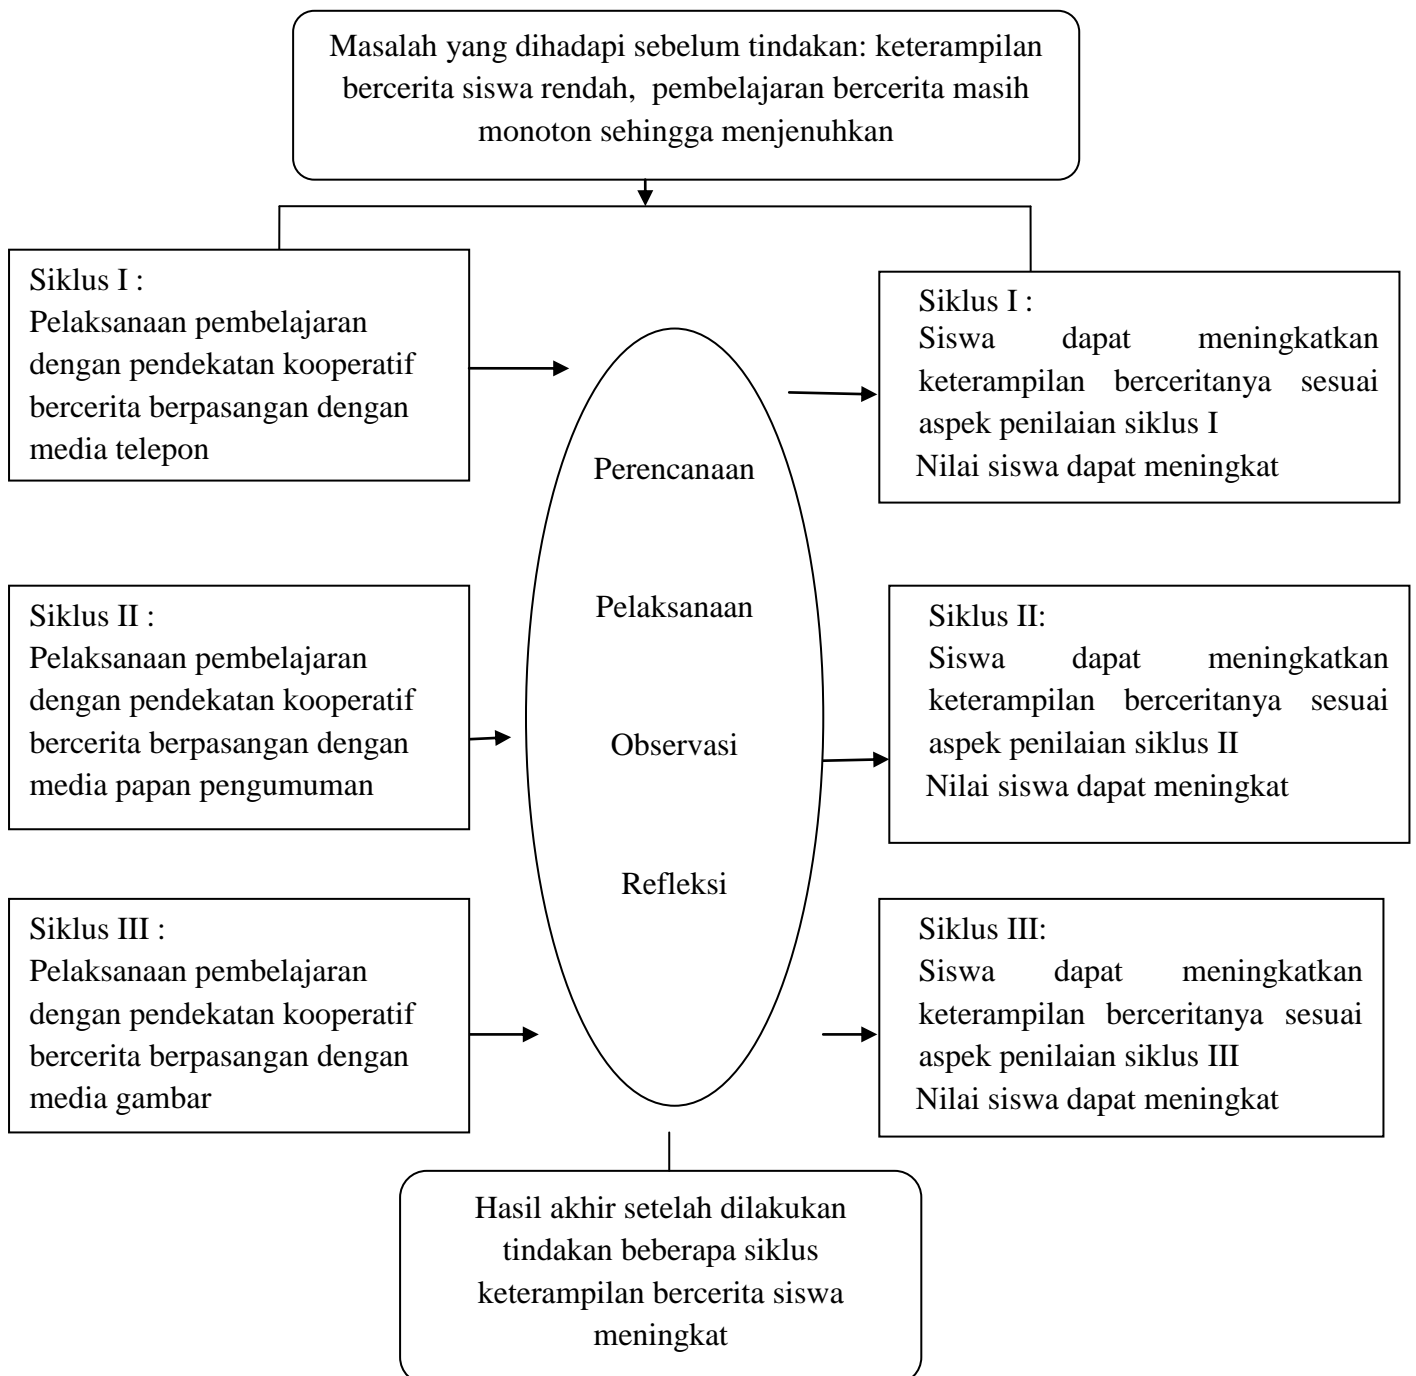 Masalah yang dihadapi sebelum tindakan: keterampilan
bercerita siswa rendah, pembelajaran bercerita masih
monoton sehingga menjenuhkan
Siklus I :
Pelaksanaan pembelajaran
dengan pendekatan kooperatif
bercerita berpasangan dengan
media telepon
Siklus I :
Siswa dapat meningkatkan
keterampilan berceritanya sesuai
aspek penilaian siklus I
Nilai siswa dapat meningkat
Perencanaan
Pelaksanaan
Observasi
Refleksi
Siklus II :
Pelaksanaan pembelajaran
dengan pendekatan kooperatif
bercerita berpasangan dengan
media papan pengumuman
Siklus II:
Siswa dapat meningkatkan
keterampilan berceritanya sesuai
aspek penilaian siklus II
Nilai siswa dapat meningkat
Siklus III :
Pelaksanaan pembelajaran
dengan pendekatan kooperatif
bercerita berpasangan dengan
media gambar
Siklus III:
Siswa dapat meningkatkan
keterampilan berceritanya sesuai
aspek penilaian siklus III
Nilai siswa dapat meningkat
Hasil akhir setelah dilakukan
tindakan beberapa siklus
keterampilan bercerita siswa
meningkat